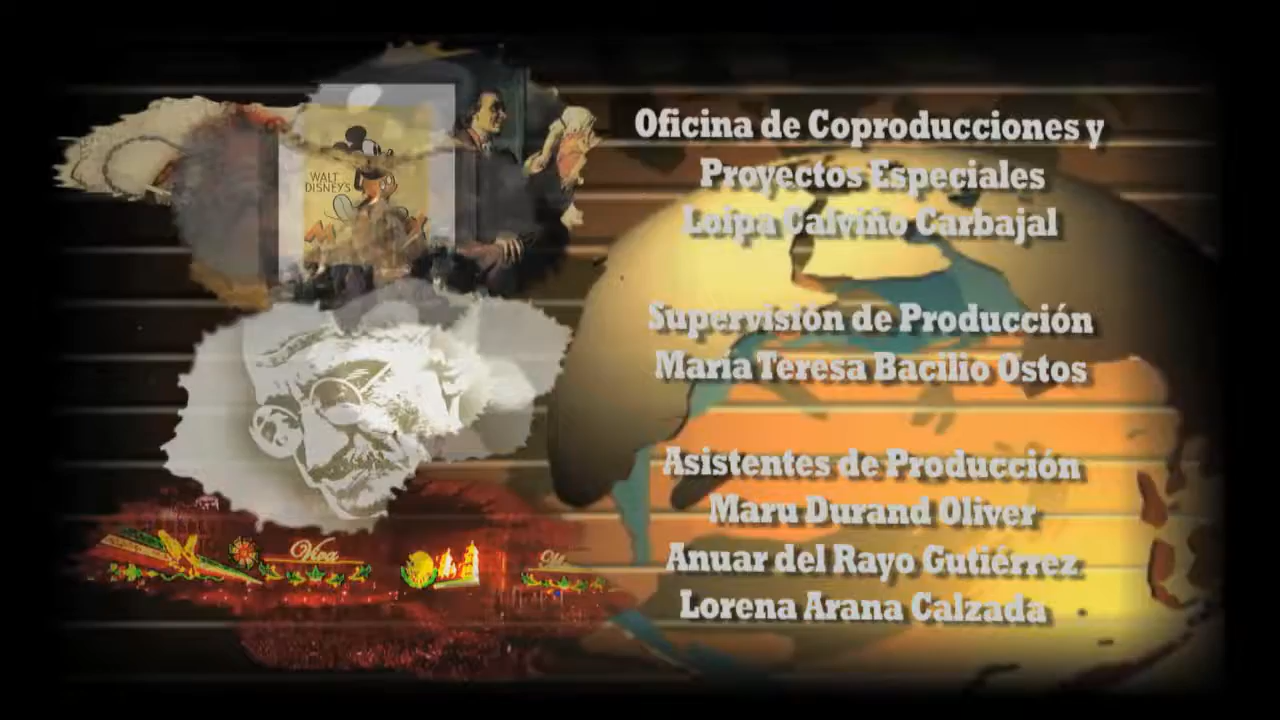 WALT
DISNEY'S
Viva
Oficina de Coproducciones y
Proyectos Especiales
Loipa Calviño Carbajal
Supervisión de Producción
María Teresa Bacilio Ostos
Asistentes de Producción
Maru Durand Oliver
Anuar del Rayo Gutiérrez
Lorena Arana Calzada